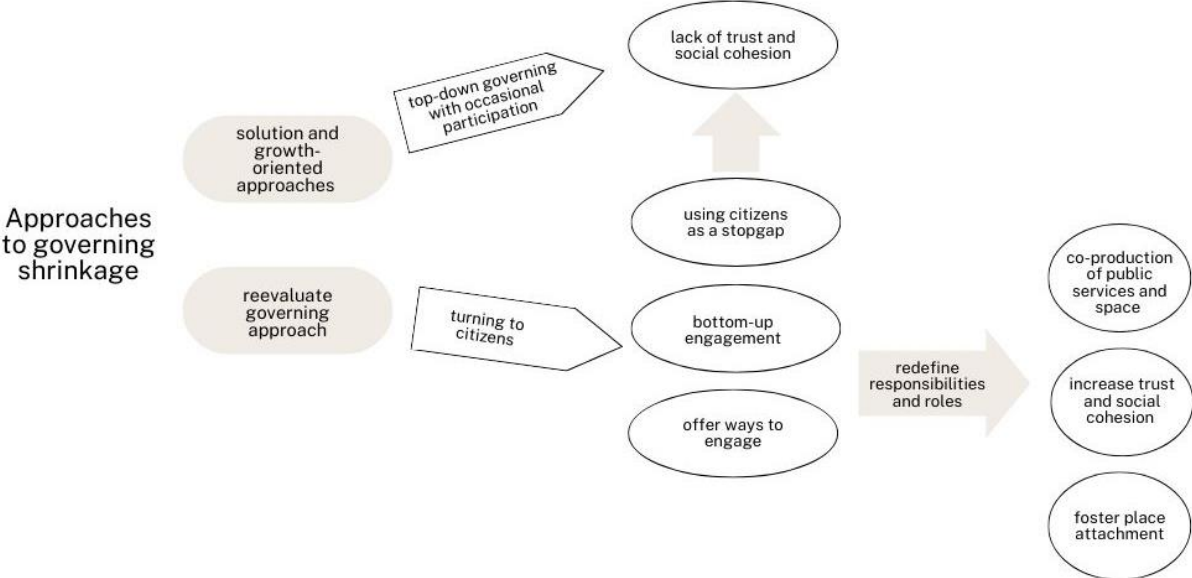 Approaches
to governing
shrinkage
solution and
growth-
oriented
approaches
top-down governing
with occasional
participation
lack of trust and
social cohesion
reevaluate
governing
approach
turning to
citizens
using citizens
as a stopgap
bottom-up
engagement
offer ways to
engage
redefine
responsibilities
and roles
co-production
of public
services and
space
increase trust
and social
cohesion
foster place
attachment